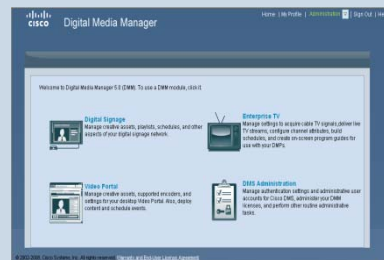 CISCO Digital Media Manager
Home | My Profile | Administration | Sign Out |
Welcome to Digital Media Manager 5.0 (DMM). To use a DMM module, click it.
Digital Signage
Manage creative assets, playlists, schedules, and other
aspects of your digital signage network.
Enterprise TV
Manage settings to acquire cable TV signals, deliver live
TV streams, configure channel attributes, build
schedules, and create on-screen program guides for
use with your DMPs.
Video Portal
Manage creative assets, supported encoders, and
settings for your desktop Video Portal. Also, deploy
content and schedule events.
DMS Administration
Manage authentication settings and administrative user
accounts for Cisco DMS, administer your DMM
licenses, and perform other routine administrative
tasks.
Cisco Systems, Inc. All rights reserved.